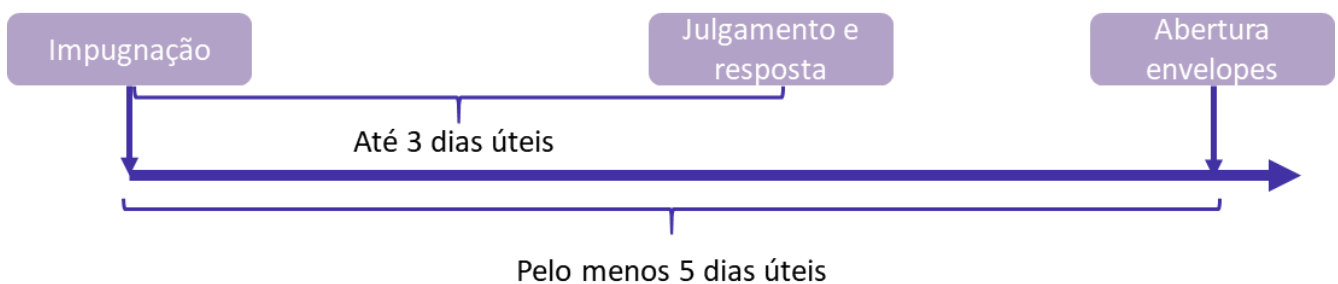 Impugnação
Julgamento e
resposta
Abertura
envelopes
Até 3 dias úteis
Pelo menos 5 dias úteis